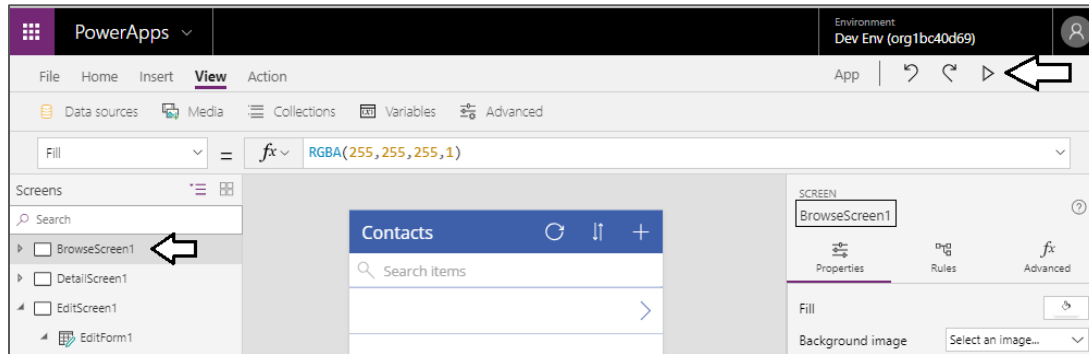 PowerApps
Environment
Dev Env (org1bc40d69)
File Home Insert View Action
App
Data sources Media Collections Variables Advanced
Fill = fx RGBA(255,255,255,1)
Screens
Search
BrowseScreen1
DetailScreen1
EditScreen1
EditForm1
Contacts
Search items
SCREEN
BrowseScreen1
Properties Rules fx Advanced
Fill
Background image Select an image...